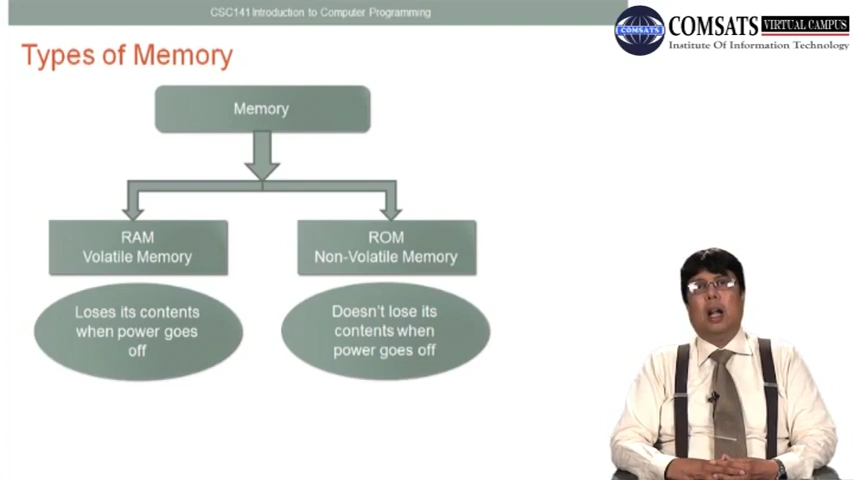 CSC141 Introduction to Computer Programming
COMSATS
COMSATS VIRTUAL CAMPUS
Institute Of Information Technology
Types of Memory
Memory
RAM
Volatile Memory
ROM
Non-Volatile Memory
Loses its contents
when power goes
off
Doesn't lose its
contents when
power goes off